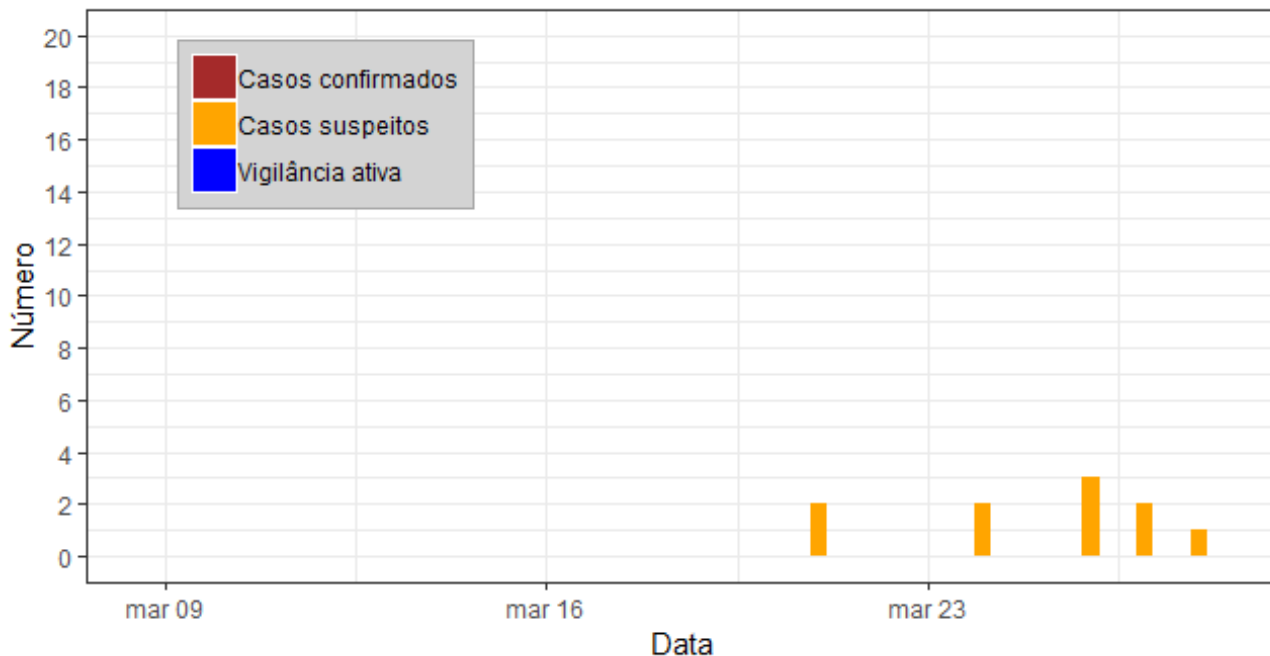 20
18
16
14
12
10
8
6
4
2
0
Número
Casos confirmados
Casos suspeitos
Vigilância ativa
mar 09
mar 16
mar 23
Data